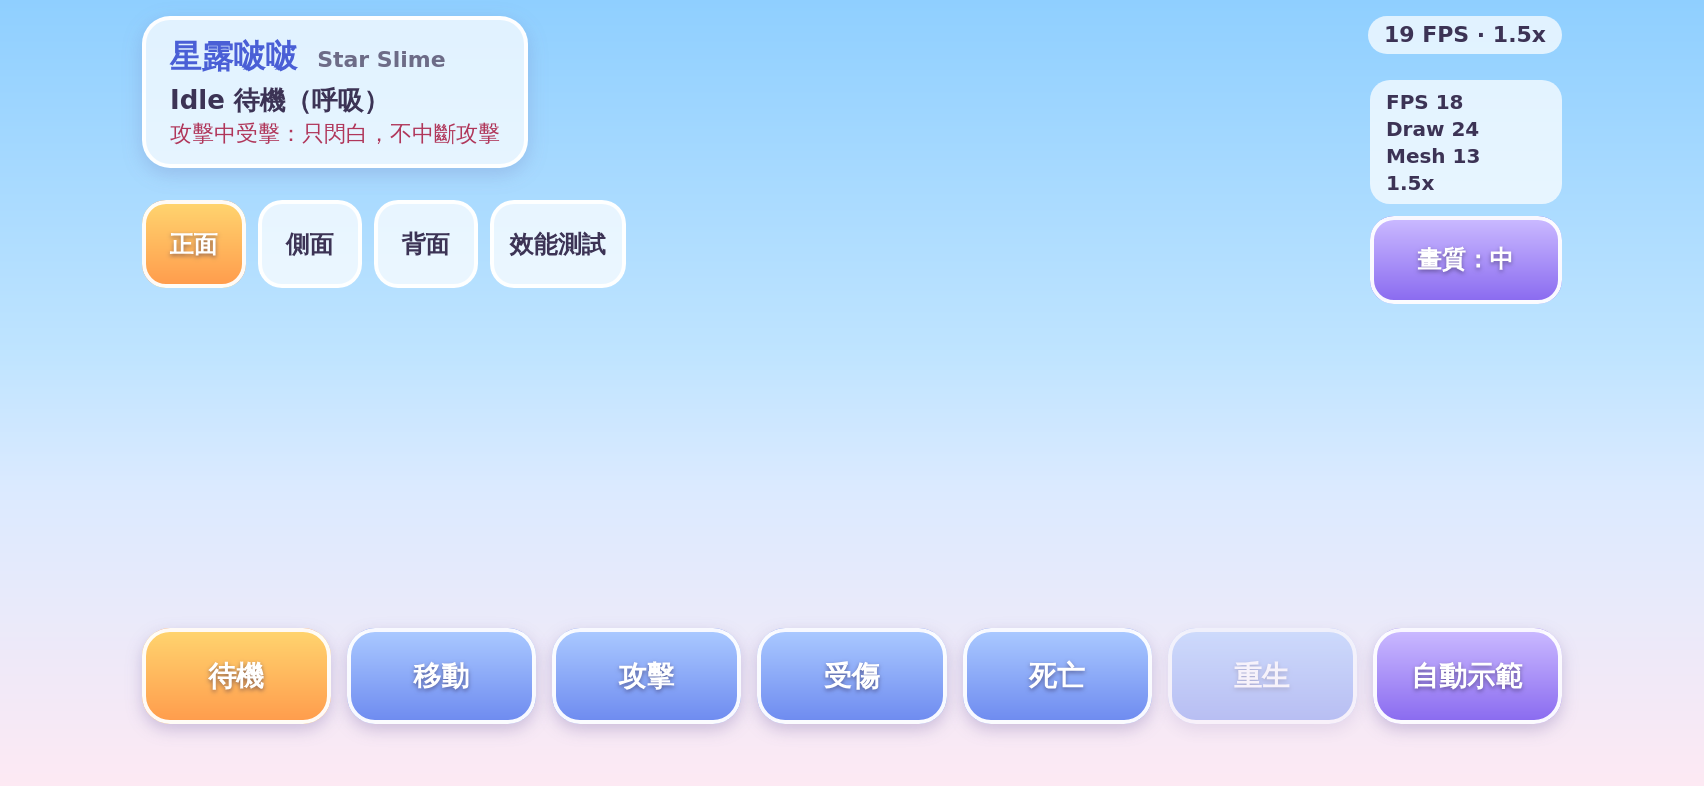 星露啵啵 Star Slime
Idle 待機（呼吸）
攻擊中受擊：只閃白，不中斷攻擊
19 FPS · 1.5x
FPS 18
Draw 24
Mesh 13
1.5x
正面
側面
背面
效能測試
畫質：中
待機
移動
攻擊
受傷
死亡
重生
自動示範